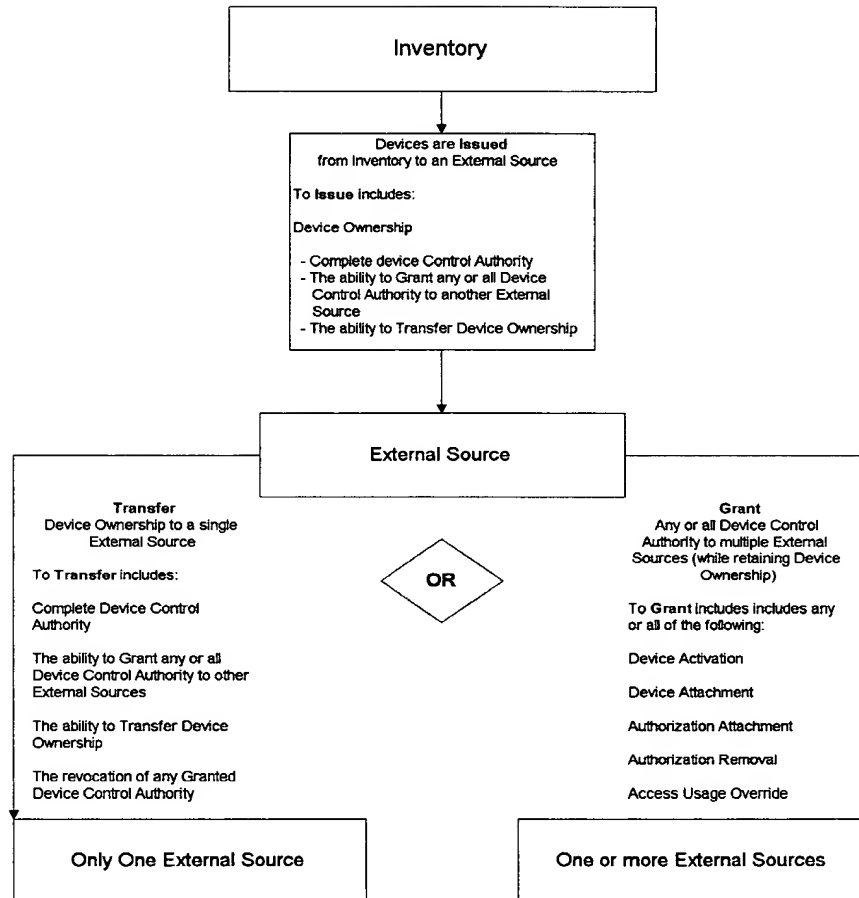 Inventory
Devices are Issued
from Inventory to an External Source
To Issue includes:
Device Ownership
- Complete device Control Authority
- The ability to Grant any or all Device
Control Authority to another External
Source
- The ability to Transfer Device Ownership
External Source
Transfer
Device Ownership to a single
External Source
To Transfer includes:
Complete Device Control
Authority
The ability to Grant any or all
Device Control Authority to other
External Sources
The ability to Transfer Device
Ownership
The revocation of any Granted
Device Control Authority
OR
Grant
Any or all Device Control
Authority to multiple External
Sources (while retaining Device
Ownership)
To Grant includes includes any
or all of the following:
Device Activation
Device Attachment
Authorization Attachment
Authorization Removal
Access Usage Override
Only One External Source
One or more External Sources